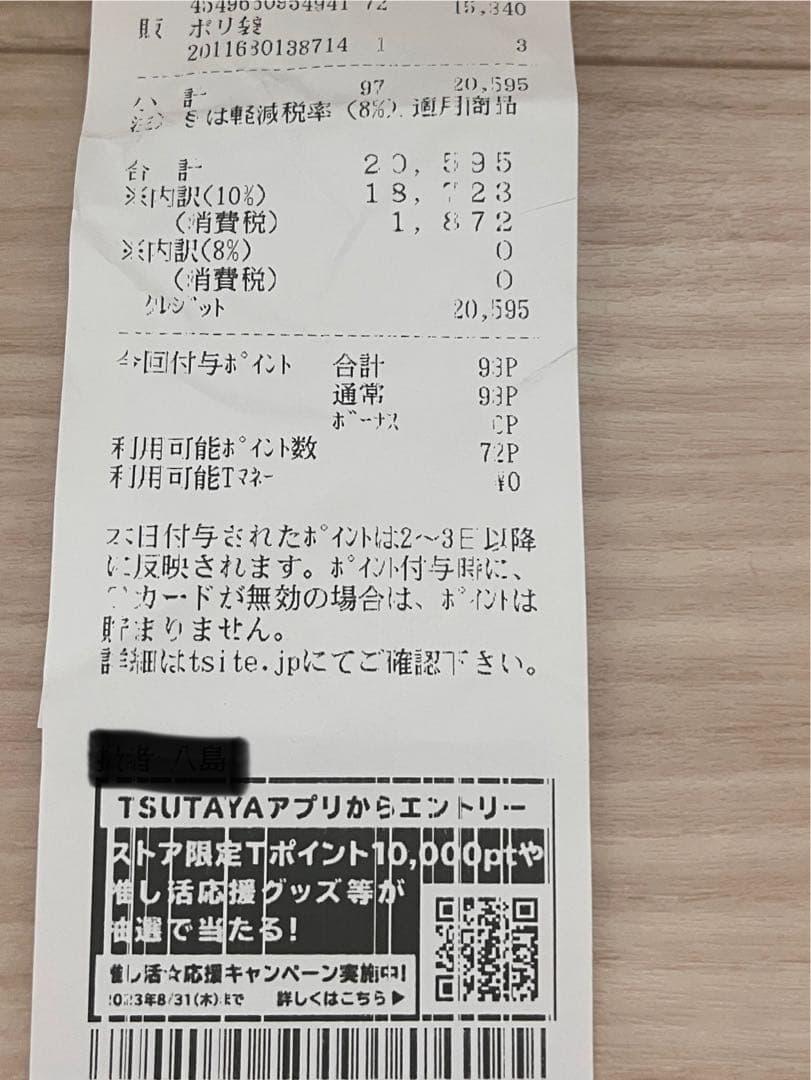 4549650954941 72 15,340
販 ポリ袋
2011630138714 1 3
小 計 97 20,595
注) きは軽減税率(8%)適用商品
合 計 20,595
※内訳(10%) 18,723
(消費税) 1,872
※内訳(8%) 0
(消費税) 0
クレジット 20,595
今回付与ポイント 合計 93P
通常 93P
ボーナス 0P
利用可能ポイント数 72P
利用可能Tマネー ¥0
本日付与されたポイントは2〜3日以降
に反映されます。ポイント付与時に、
Tカードが無効の場合は、ポイントは
貯まりません。
詳細はtsite.jpにてご確認下さい。
TSUTAYAアプリからエントリー
ストア限定Tポイント10,000ptや
推し活応援グッズ等が
抽選で当たる!
推し活☆応援キャンペーン実施中!
2023年8/31(木)まで 詳しくはこちら▶